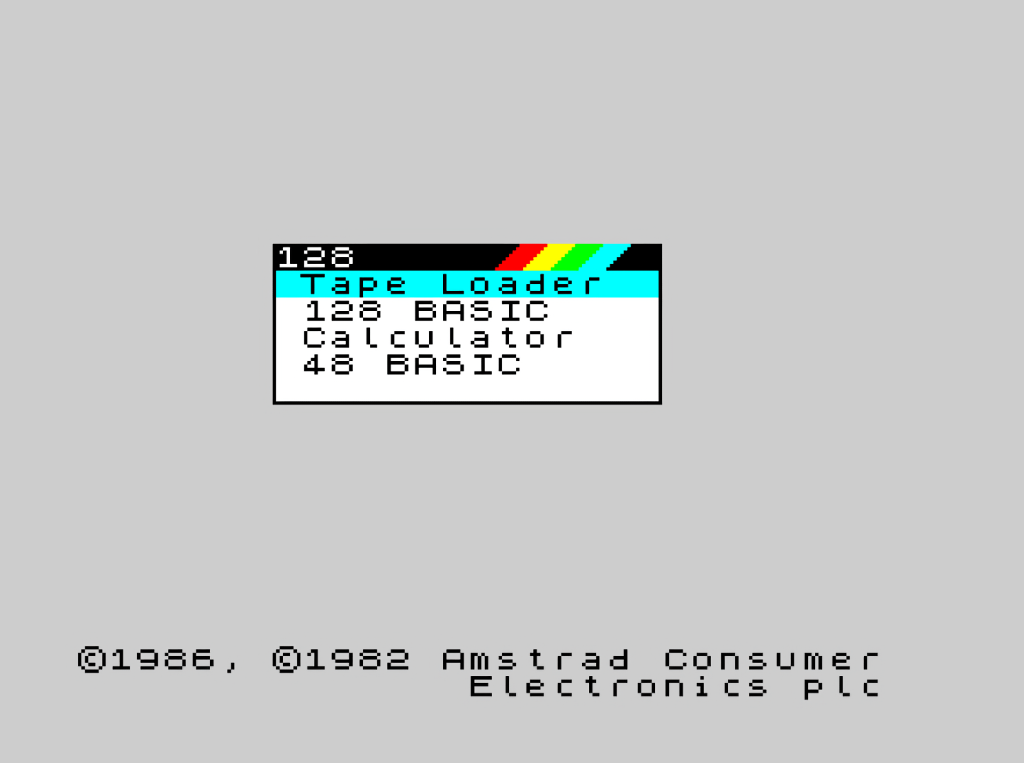 128
Tape Loader
128 BASIC
Calculator
48 BASIC
©1986, ©1982 Amstrad Consumer
Electronics plc